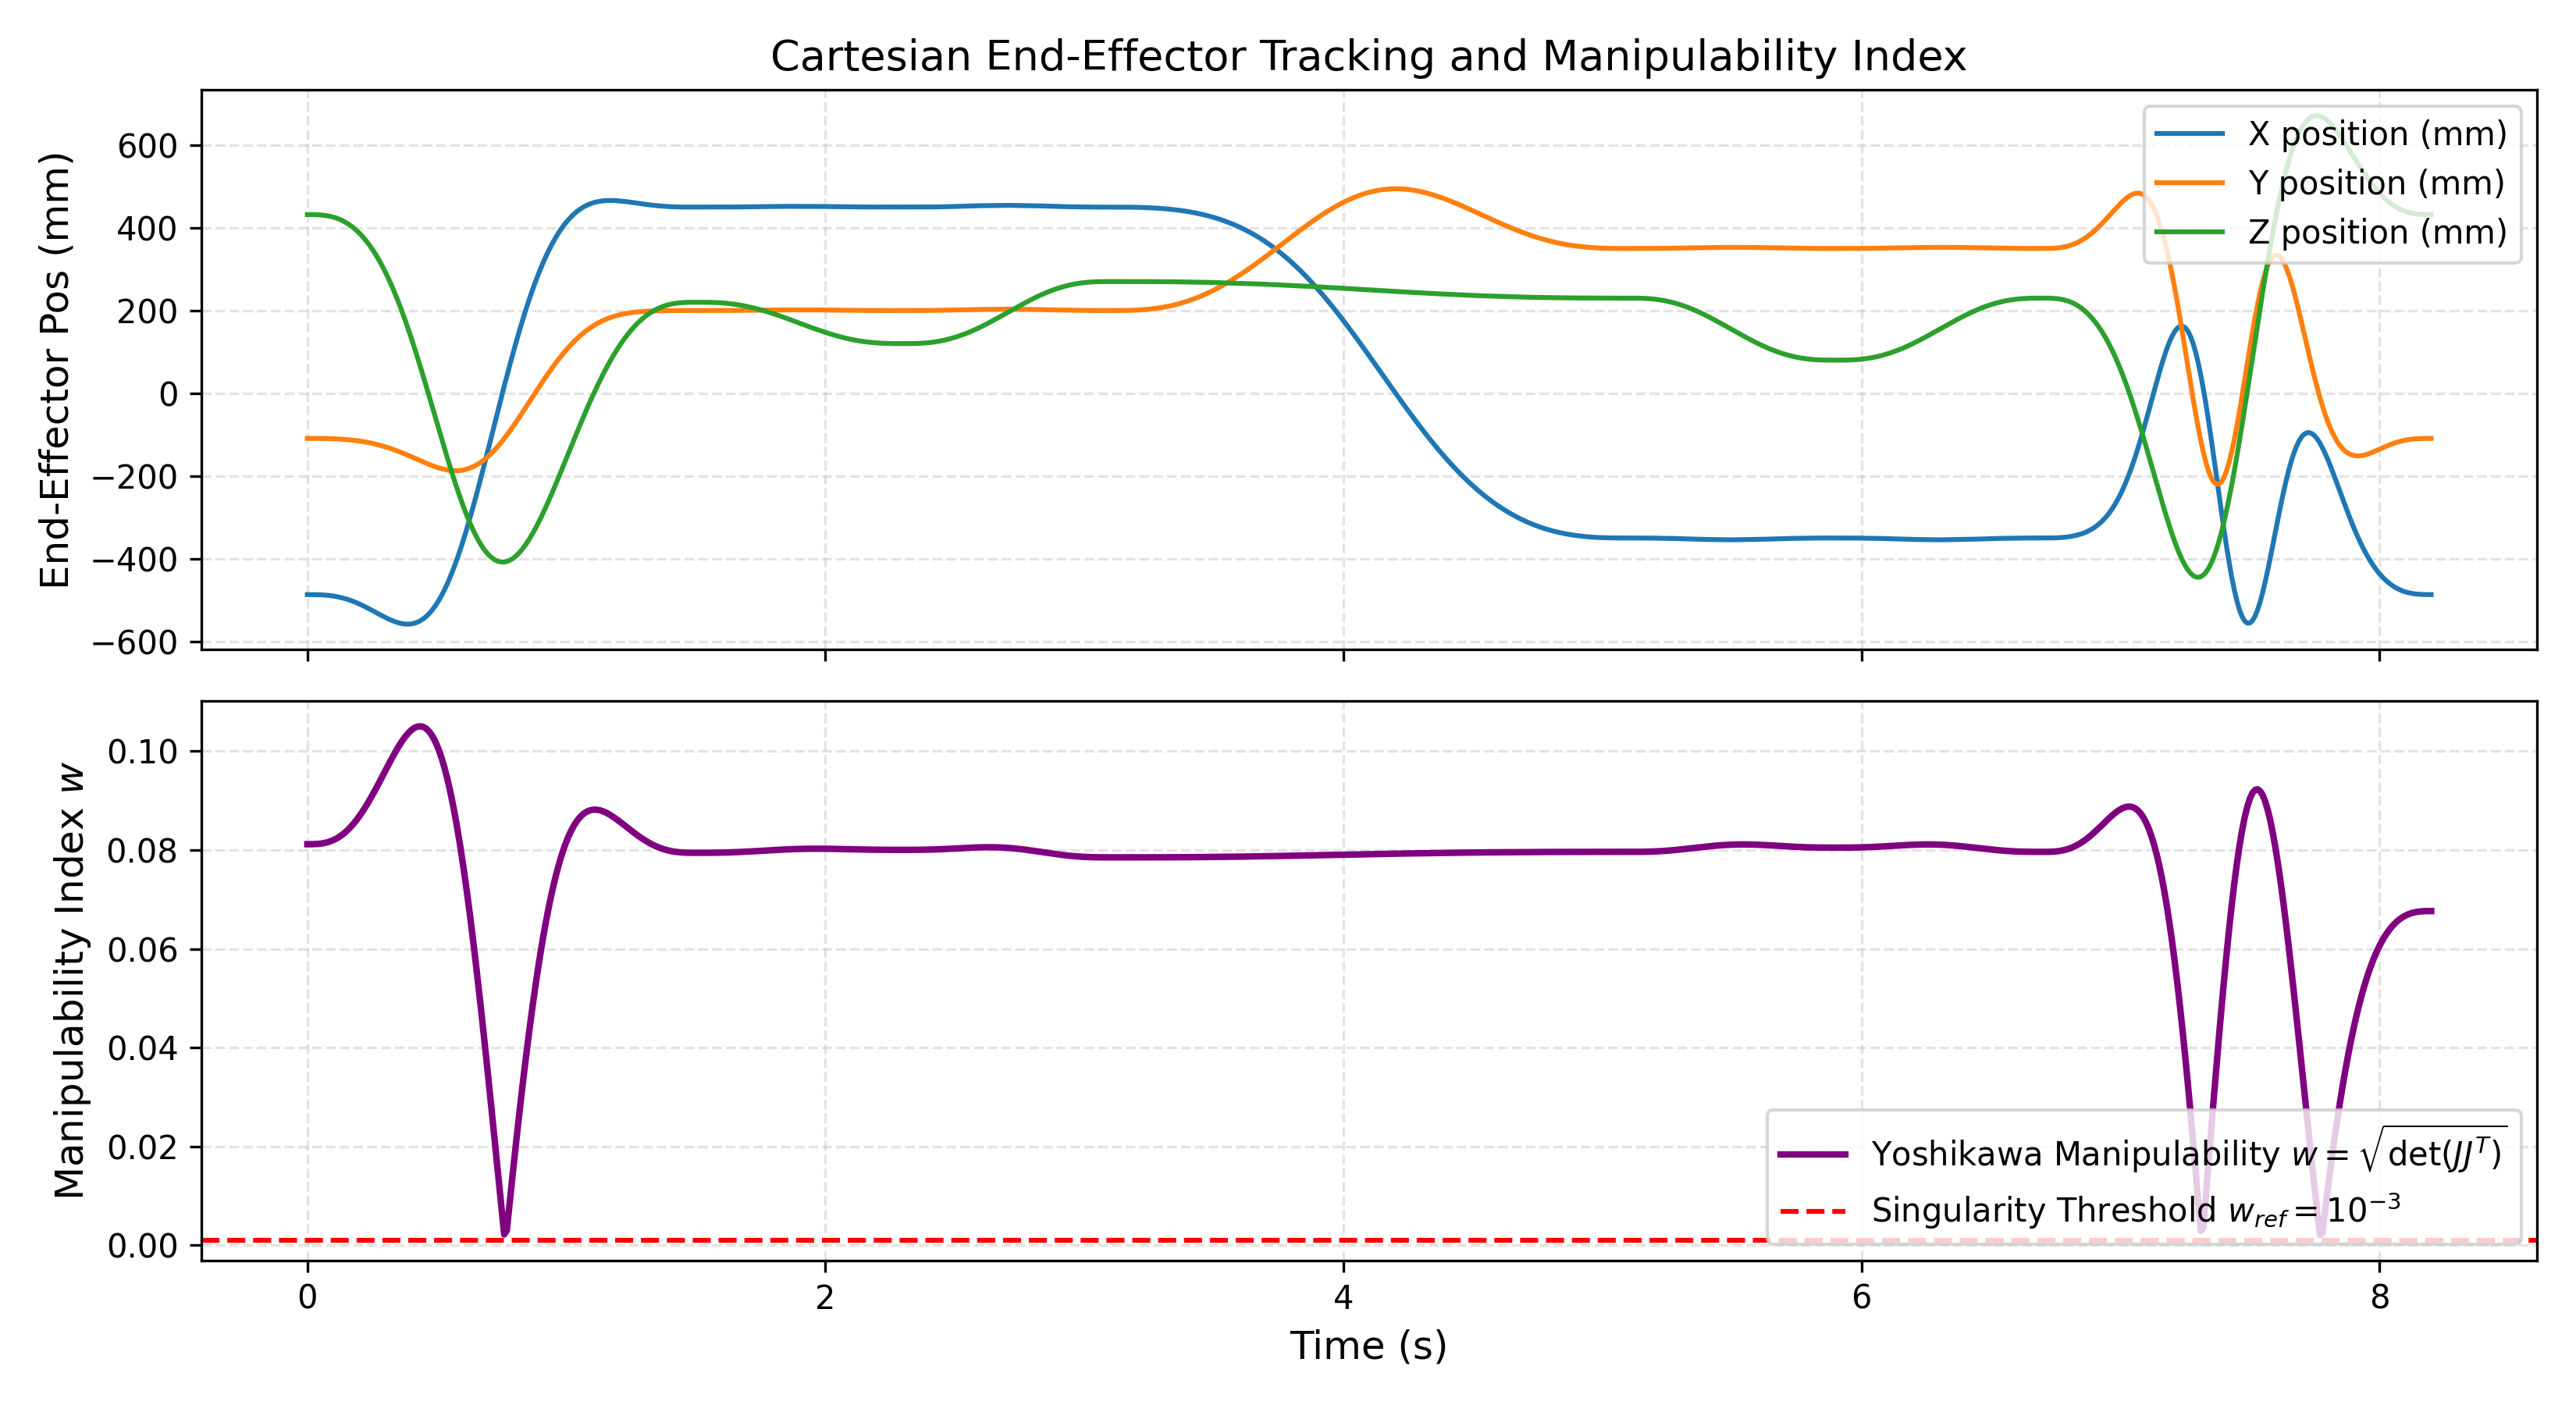 Cartesian End-Effector Tracking and Manipulability Index
End-Effector Pos (mm)
600
400
200
0
−200
−400
−600
X position (mm)
Y position (mm)
Z position (mm)
Manipulability Index w
0.10
0.08
0.06
0.04
0.02
0.00
Yoshikawa Manipulability w = √det(JJ^T)
Singularity Threshold w_ref = 10^−3
0 2 4 6 8
Time (s)